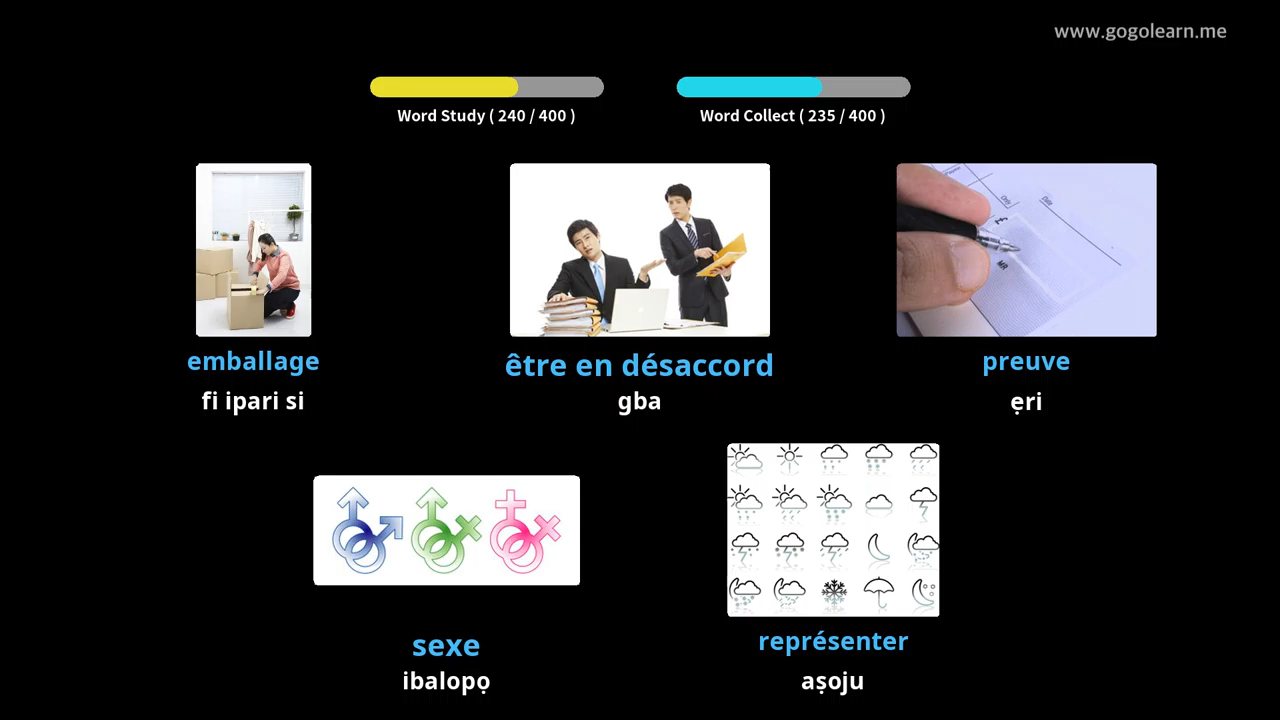 www.gogolearn.me
Word Study ( 240 / 400 )
Word Collect ( 235 / 400 )
emballage
fi ipari si
être en désaccord
gba
preuve
ẹri
sexe
ibalopọ
représenter
aṣoju